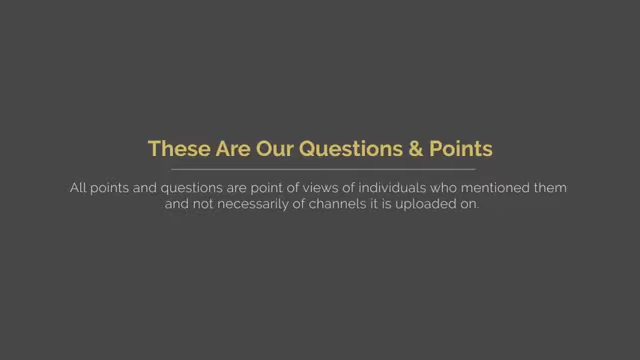 These Are Our Questions & Points
All points and questions are point of views of individuals who mentioned them
and not necessarily of channels it is uploaded on.